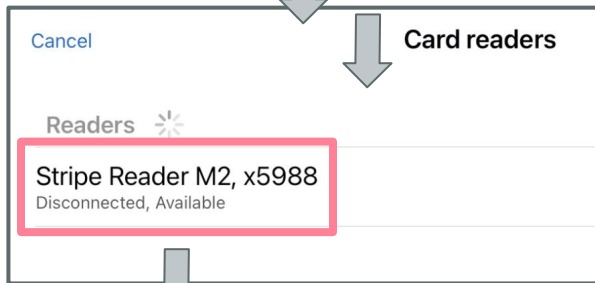 Cancel
Card readers
Readers
Stripe Reader M2, x5988
Disconnected, Available